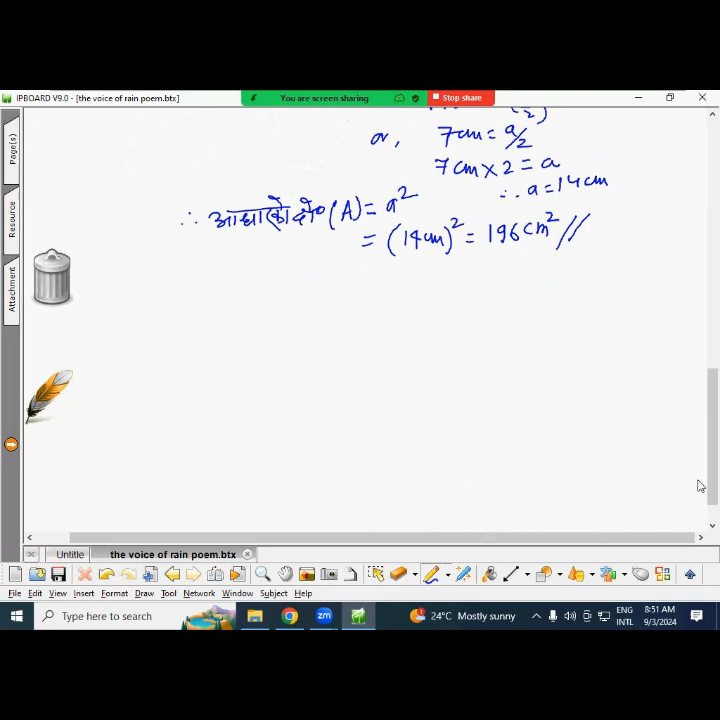 IPBOARD V9.0 - [the voice of rain poem.btx]
You are screen sharing
Stop share
Page(s)
Resource
Attachment
or, 7cm = a/2
7cm × 2 = a
∴ a = 14cm
∴ (A) = a²
= (14cm)² = 196cm² //
Untitle
the voice of rain poem.btx
File Edit View Insert Format Draw Tool Network Window Subject Help
Type here to search
zm
1
24°C Mostly sunny
ENG
INTL
8:51 AM
9/3/2024